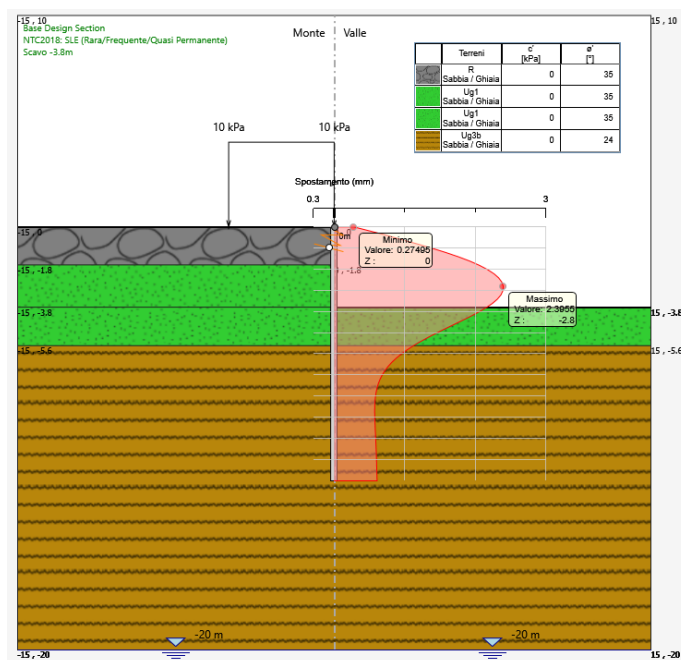 -15 , 10
15 , 10
Base Design Section
NTC2018: SLE (Rara/Frequente/Quasi Permanente)
Scavo -3.8m
Monte
Valle
Terreni c' [kPa] ø' [°]
R
Sabbia / Ghiaia 0 35
Ug1
Sabbia / Ghiaia 0 35
Ug1
Sabbia / Ghiaia 0 35
Ug3b
Sabbia / Ghiaia 0 24
10 kPa
10 kPa
Spostamento (mm)
0.3
3
-15 , 0
0m
Minimo
Valore: 0.27495
Z : 0
-15 , -1.8
, -1.8
Massimo
Valore: 2.3955
Z : -2.8
-15 , -3.8
15 , -3.8
-15 , -5.6
15 , -5.6
-20 m
-20 m
-15 , -20
15 , -20